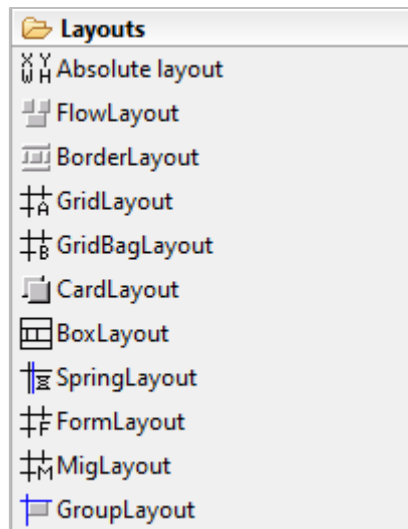 Layouts
Absolute layout
FlowLayout
BorderLayout
GridLayout
GridBagLayout
CardLayout
BoxLayout
SpringLayout
FormLayout
MigLayout
GroupLayout